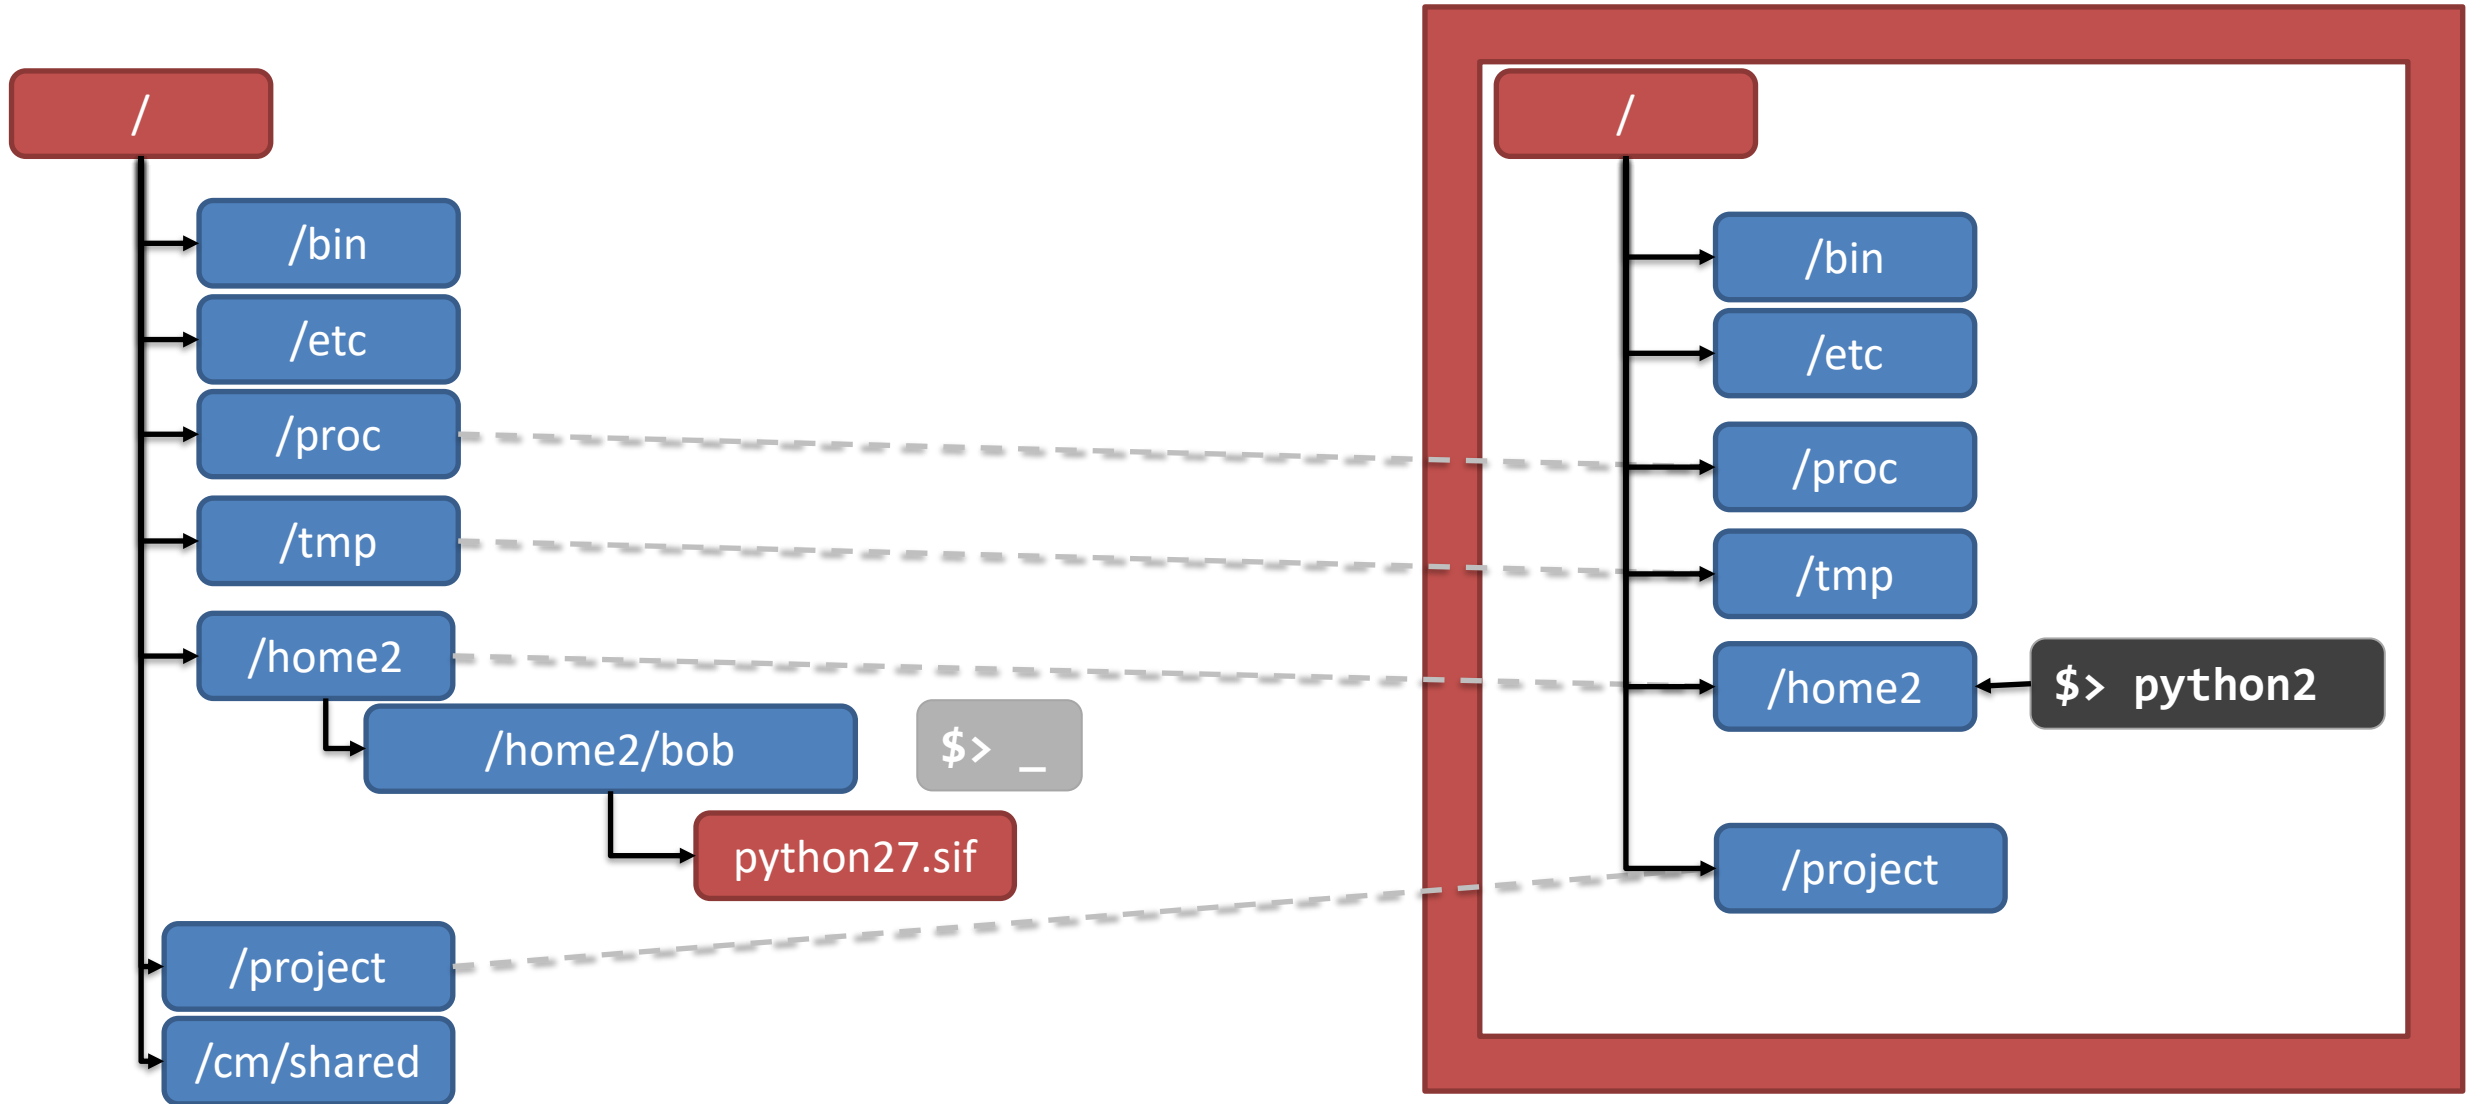 /
/bin
/etc
/proc
/tmp
/home2
/home2/bob
$> _
python27.sif
/project
/cm/shared
/
/bin
/etc
/proc
/tmp
/home2
$> python2
/project